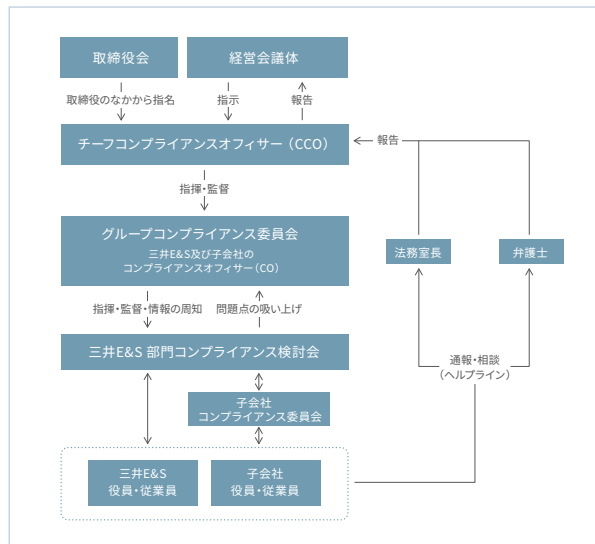 取締役会
経営会議体
取締役のなかから指名
指示
報告
チーフコンプライアンスオフィサー(CCO)
報告
指揮・監督
グループコンプライアンス委員会
三井E&S及び子会社の
コンプライアンスオフィサー(CO)
法務室長
弁護士
指揮・監督・情報の周知
問題点の吸い上げ
三井E&S 部門コンプライアンス検討会
通報・相談
(ヘルプライン)
子会社
コンプライアンス委員会
三井E&S
役員・従業員
子会社
役員・従業員